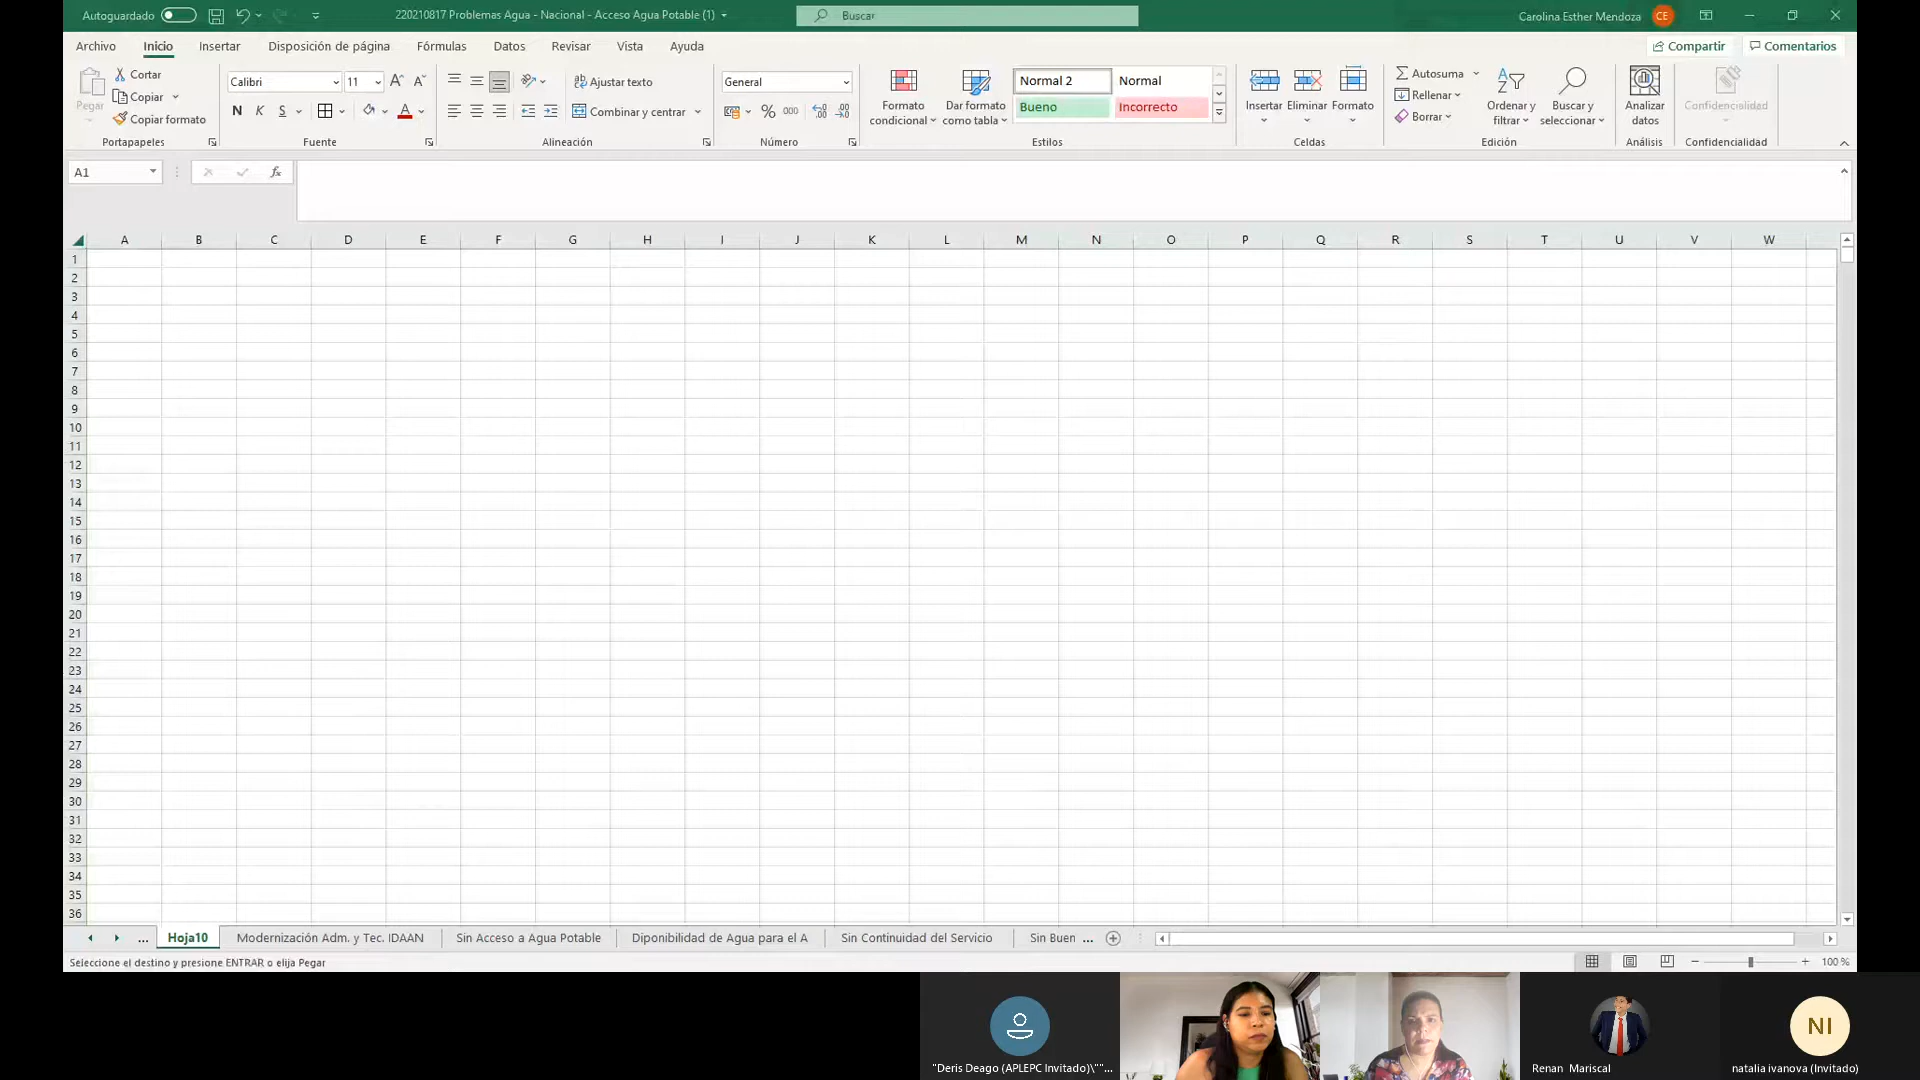 Autoguardado 220210817 Problemas Agua - Nacional - Acceso Agua Potable (1) Buscar Carolina Esther Mendoza CE
Archivo Inicio Insertar Disposición de página Fórmulas Datos Revisar Vista Ayuda Compartir Comentarios
Pegar
Cortar
Copiar
Copiar formato
Portapapeles
Calibri 11 A A
N K S A
Fuente
Ajustar texto
Combinar y centrar
Alineación
General
% 000
Número
Formato condicional
Dar formato como tabla
Normal 2 Normal
Bueno Incorrecto
Estilos
Insertar Eliminar Formato
Celdas
Autosuma
Rellenar
Borrar
Ordenar y filtrar
Buscar y seleccionar
Edición
Analizar datos
Análisis
Confidencialidad
Confidencialidad
A1 fx
A B C D E F G H I J K L M N O P Q R S T U V W
1
2
3
4
5
6
7
8
9
10
11
12
13
14
15
16
17
18
19
20
21
22
23
24
25
26
27
28
29
30
31
32
33
34
35
36
... Hoja10 Modernización Adm. y Tec. IDAAN Sin Acceso a Agua Potable Diponibilidad de Agua para el A Sin Continuidad del Servicio Sin Buen ...
Seleccione el destino y presione ENTRAR o elija Pegar 100 %
NI
"Deris Deago (APLEPC Invitado)\""... Renan Mariscal natalia ivanova (Invitado)